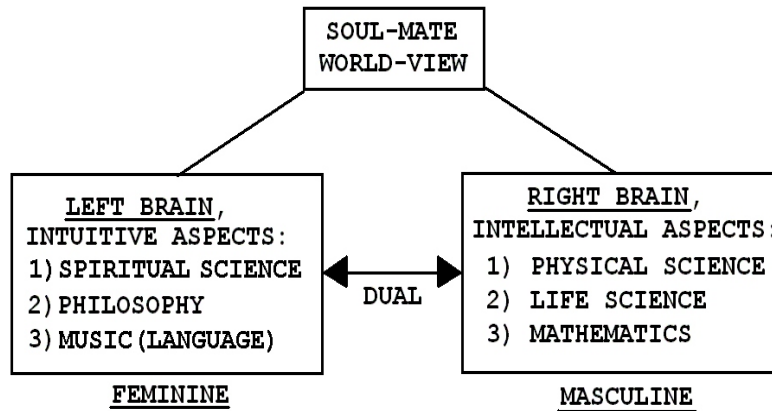 SOUL-MATE
WORLD-VIEW
LEFT BRAIN,
INTUITIVE ASPECTS:
1) SPIRITUAL SCIENCE
2) PHILOSOPHY
3) MUSIC (LANGUAGE)
FEMININE
DUAL
RIGHT BRAIN,
INTELLECTUAL ASPECTS:
1) PHYSICAL SCIENCE
2) LIFE SCIENCE
3) MATHEMATICS
MASCULINE